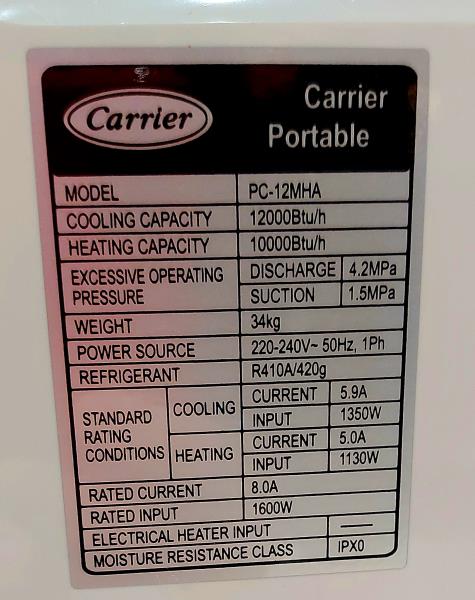 Carrier
Carrier
Portable
MODEL PC-12MHA
COOLING CAPACITY 12000Btu/h
HEATING CAPACITY 10000Btu/h
EXCESSIVE OPERATING PRESSURE DISCHARGE 4.2MPa
SUCTION 1.5MPa
WEIGHT 34kg
POWER SOURCE 220-240V~ 50Hz, 1Ph
REFRIGERANT R410A/420g
STANDARD RATING CONDITIONS COOLING CURRENT 5.9A
INPUT 1350W
HEATING CURRENT 5.0A
INPUT 1130W
RATED CURRENT 8.0A
RATED INPUT 1600W
ELECTRICAL HEATER INPUT —
MOISTURE RESISTANCE CLASS IPX0